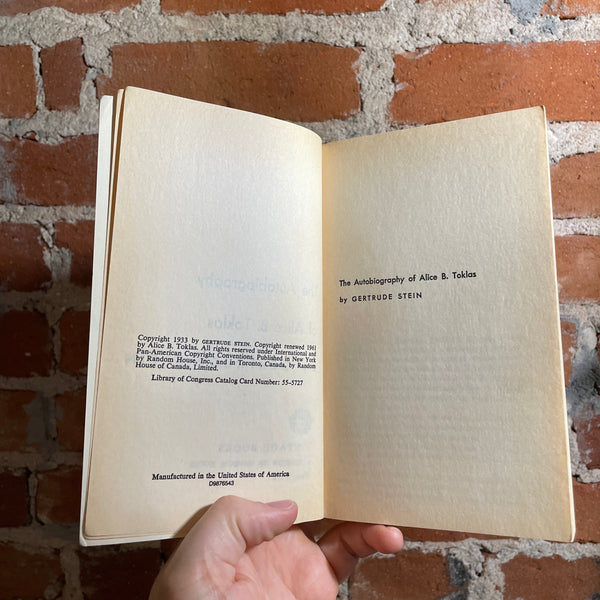 Copyright 1933 by GERTRUDE STEIN. Copyright renewed 1961
by Alice B. Toklas. All rights reserved under International and
Pan-American Copyright Conventions, Published in New York
by Random House, Inc., and in Toronto, Canada, by Random
House of Canada, Limited.
Library of Congress Catalog Card Number: 55-5727
Manufactured in the United States of America
D9876543
The Autobiography of Alice B. Toklas
by GERTRUDE STEIN